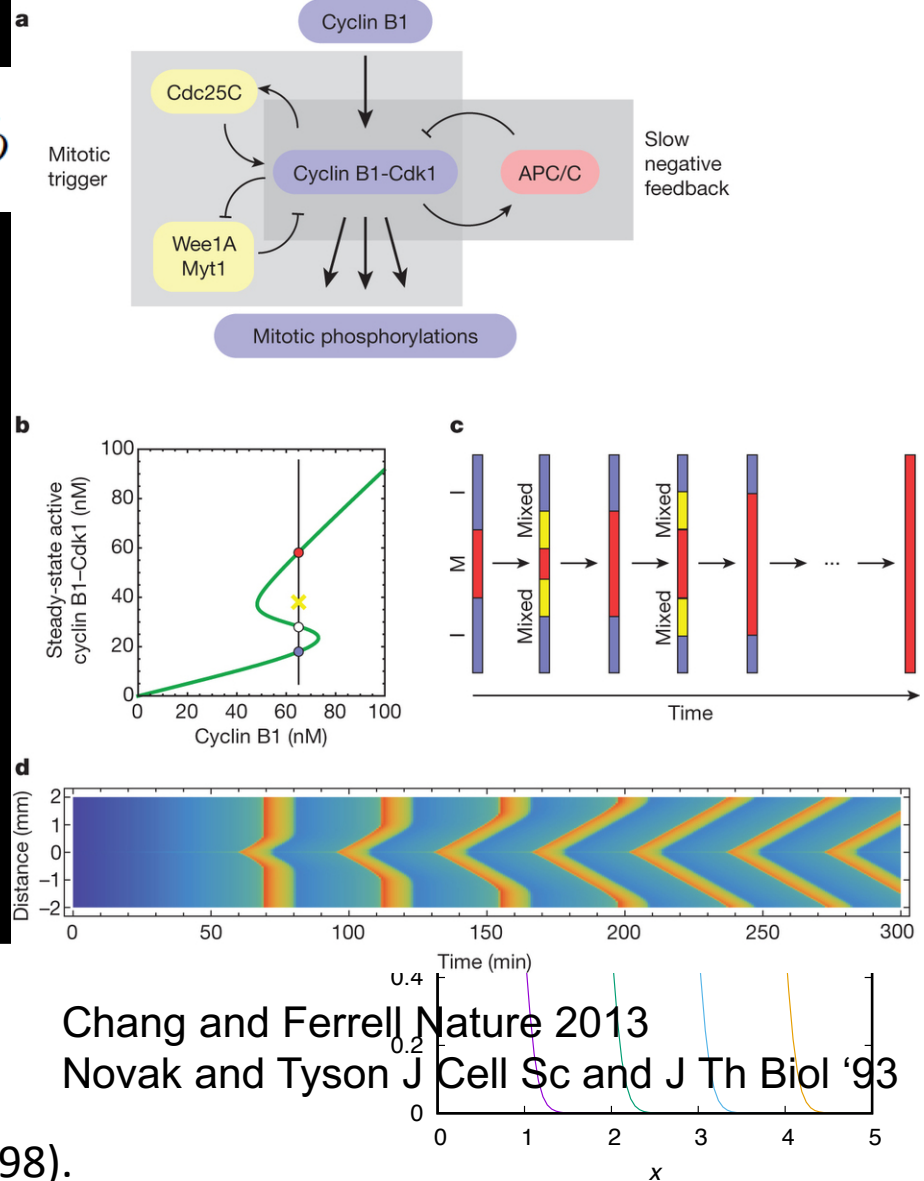 a
Cyclin B1
Cdc25C
Mitotic
trigger
Cyclin B1-Cdk1
APC/C
Slow
negative
feedback
Wee1A
Myt1
Mitotic phosphorylations
b
Steady-state active
cyclin B1–Cdk1 (nM)
100
80
60
40
20
0
0 20 40 60 80 100
Cyclin B1 (nM)
c
I M I
Mixed Mixed
Mixed Mixed
...
Time
d
Distance (mm)
2
1
0
–1
–2
0 50 100 150 200 250 300
Time (min)
0.4
Chang and Ferrell Nature 2013
0.2
Novak and Tyson J Cell Sc and J Th Biol ‘93
0
0 1 2 3 4 5
x
98).